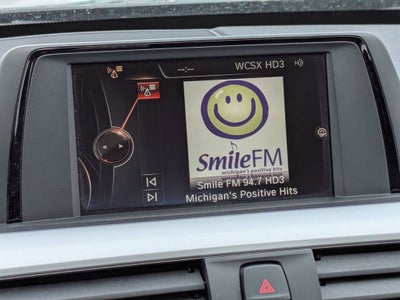 --:-- WCSX HD3
SmileFM
michigan's positive hits
Smile FM 94.7 HD3
Michigan's Positive Hits